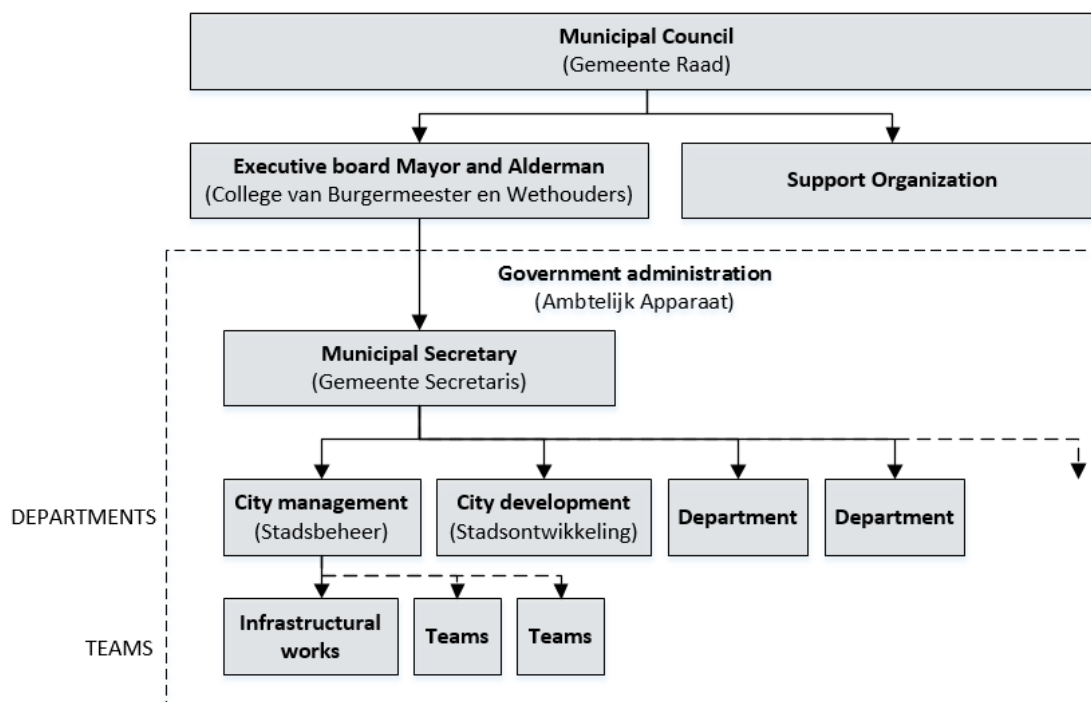 Municipal Council
(Gemeente Raad)
Executive board Mayor and Alderman
(College van Burgermeester en Wethouders)
Support Organization
Government administration
(Ambtelijk Apparaat)
Municipal Secretary
(Gemeente Secretaris)
DEPARTMENTS
City management
(Stadsbeheer)
City development
(Stadsontwikkeling)
Department
Department
TEAMS
Infrastructural
works
Teams
Teams